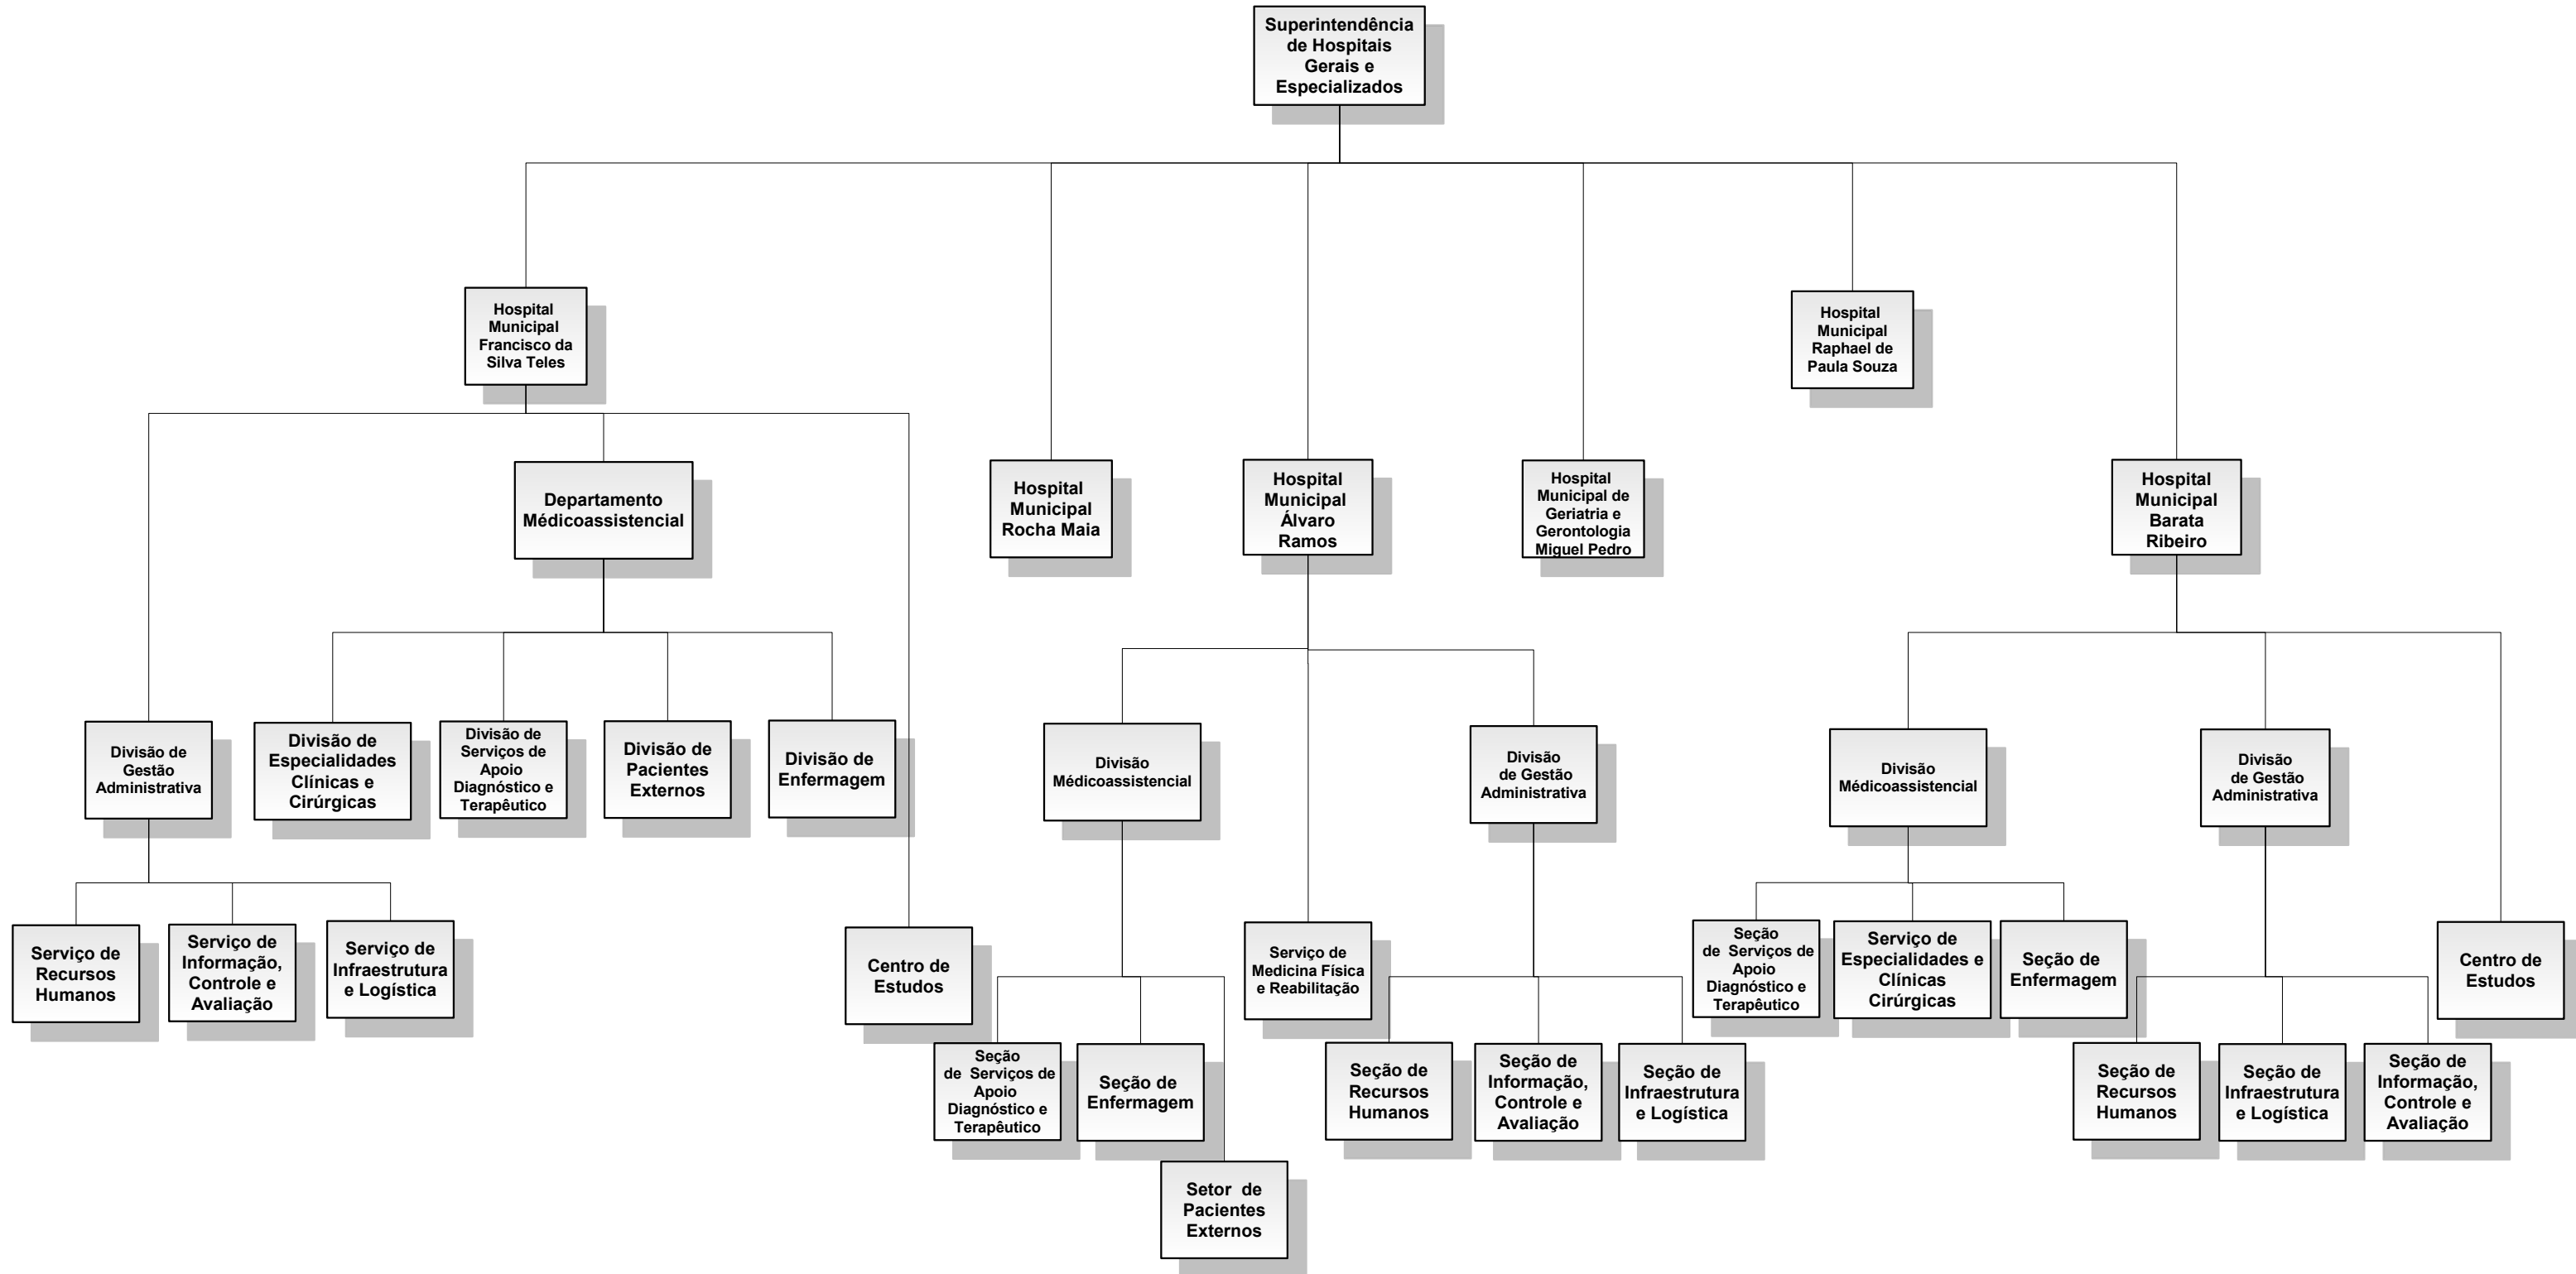 Superintendência
de Hospitais
Gerais e
Especializados
Hospital
Municipal
Francisco da
Silva Teles
Hospital
Municipal
Raphael de
Paula Souza
Departamento
Médicoassistencial
Hospital
Municipal
Rocha Maia
Hospital
Municipal
Álvaro
Ramos
Hospital
Municipal de
Geriatria e
Gerontologia
Miguel Pedro
Hospital
Municipal
Barata
Ribeiro
Divisão de
Gestão
Administrativa
Divisão de
Especialidades
Clínicas e
Cirúrgicas
Divisão de
Serviços de
Apoio
Diagnóstico e
Terapêutico
Divisão de
Pacientes
Externos
Divisão de
Enfermagem
Divisão
Médicoassistencial
Divisão
de Gestão
Administrativa
Divisão
Médicoassistencial
Divisão
de Gestão
Administrativa
Serviço de
Recursos
Humanos
Serviço de
Informação,
Controle e
Avaliação
Serviço de
Infraestrutura
e Logística
Centro de
Estudos
Serviço de
Medicina Física
e Reabilitação
Seção
de Serviços de
Apoio
Diagnóstico e
Terapêutico
Serviço de
Especialidades e
Clínicas
Cirúrgicas
Seção de
Enfermagem
Centro de
Estudos
Seção
de Serviços de
Apoio
Diagnóstico e
Terapêutico
Seção de
Enfermagem
Seção de
Recursos
Humanos
Seção de
Informação,
Controle e
Avaliação
Seção de
Infraestrutura
e Logística
Seção de
Recursos
Humanos
Seção de
Infraestrutura
e Logística
Seção de
Informação,
Controle e
Avaliação
Setor de
Pacientes
Externos